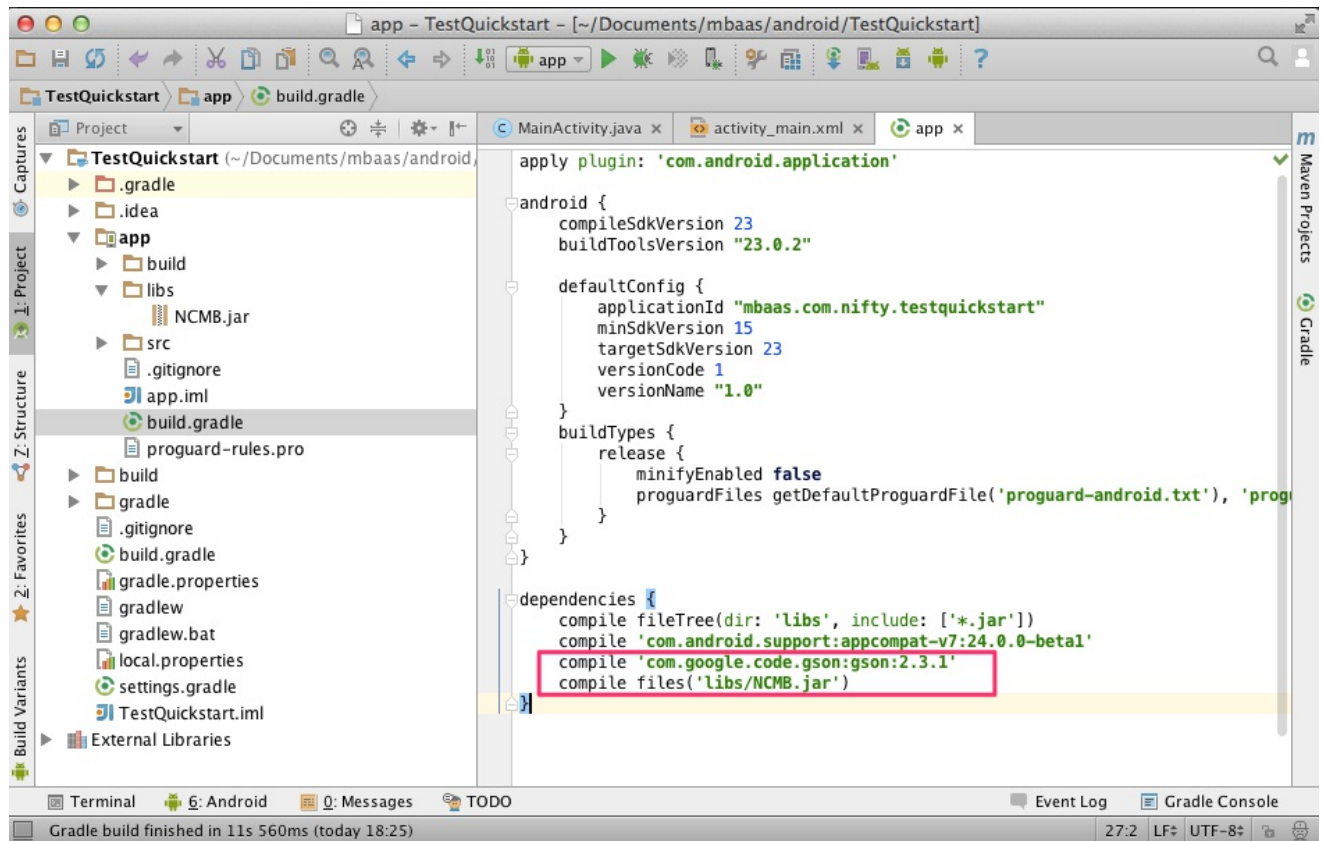 app – TestQuickstart – [~/Documents/mbaas/android/TestQuickstart]
app
TestQuickstart app build.gradle
Project
MainActivity.java × activity_main.xml × app ×
Captures
1: Project
Z: Structure
2: Favorites
Build Variants
TestQuickstart (~/Documents/mbaas/android/
.gradle
.idea
app
build
libs
NCMB.jar
src
.gitignore
app.iml
build.gradle
proguard-rules.pro
build
gradle
.gitignore
build.gradle
gradle.properties
gradlew
gradlew.bat
local.properties
settings.gradle
TestQuickstart.iml
External Libraries
apply plugin: 'com.android.application'
android {
compileSdkVersion 23
buildToolsVersion "23.0.2"
defaultConfig {
applicationId "mbaas.com.nifty.testquickstart"
minSdkVersion 15
targetSdkVersion 23
versionCode 1
versionName "1.0"
}
buildTypes {
release {
minifyEnabled false
proguardFiles getDefaultProguardFile('proguard-android.txt'), 'prog
}
}
}
dependencies {
compile fileTree(dir: 'libs', include: ['*.jar'])
compile 'com.android.support:appcompat-v7:24.0.0-beta1'
compile 'com.google.code.gson:gson:2.3.1'
compile files('libs/NCMB.jar')
}
m
Maven Projects
Gradle
Terminal 6: Android 0: Messages TODO Event Log Gradle Console
Gradle build finished in 11s 560ms (today 18:25) 27:2 LF UTF-8